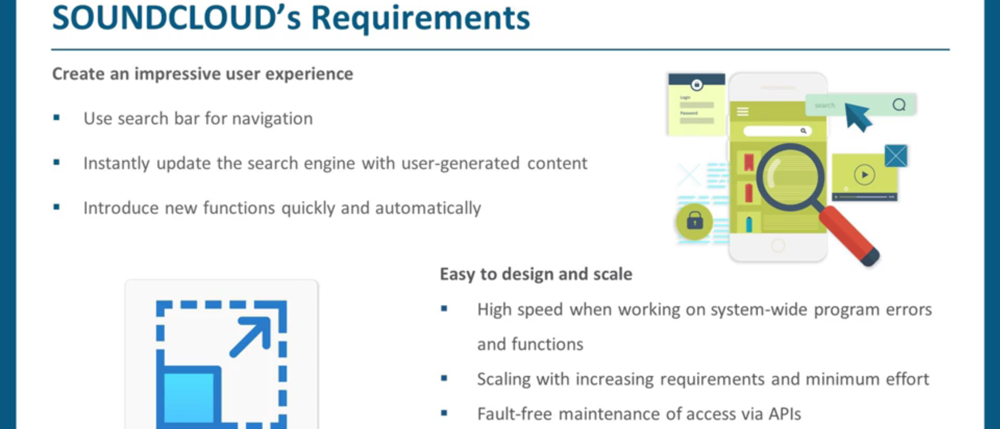 SOUNDCLOUD’s Requirements
Create an impressive user experience
Use search bar for navigation
Instantly update the search engine with user-generated content
Introduce new functions quickly and automatically
Login
Password
search
Easy to design and scale
High speed when working on system-wide program errors
and functions
Scaling with increasing requirements and minimum effort
Fault-free maintenance of access via APIs